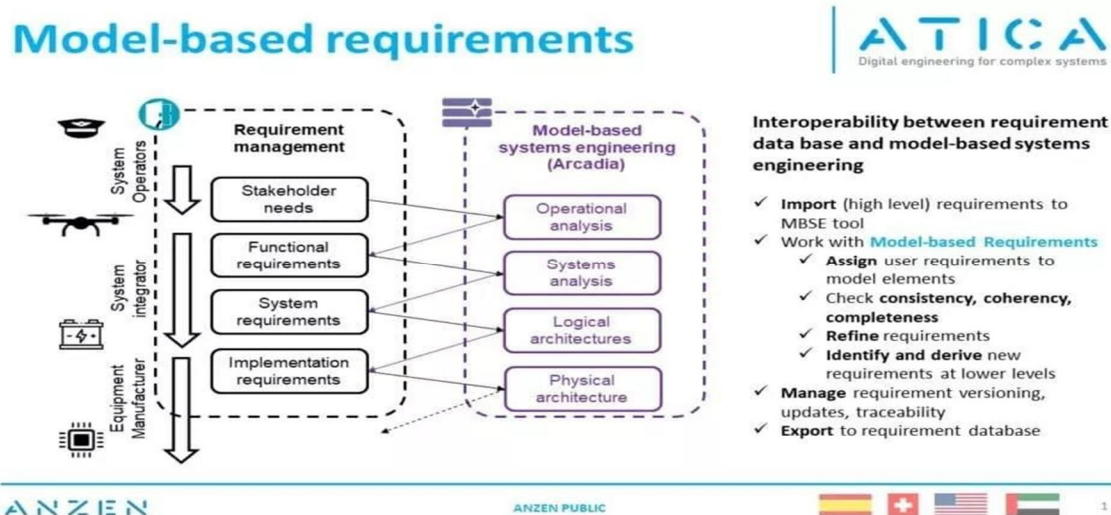 Model-based requirements
ATICA
Digital engineering for complex systems
System
Operators
System
integrator
Equipment
Manufacturer
Requirement
management
Stakeholder
needs
Functional
requirements
System
requirements
Implementation
requirements
Model-based
systems engineering
(Arcadia)
Operational
analysis
Systems
analysis
Logical
architectures
Physical
architecture
Interoperability between requirement
data base and model-based systems
engineering
✓ Import (high level) requirements to
MBSE tool
✓ Work with Model-based Requirements
✓ Assign user requirements to
model elements
✓ Check consistency, coherency,
completeness
✓ Refine requirements
✓ Identify and derive new
requirements at lower levels
✓ Manage requirement versioning,
updates, traceability
✓ Export to requirement database
ANZEN
ANZEN PUBLIC
1